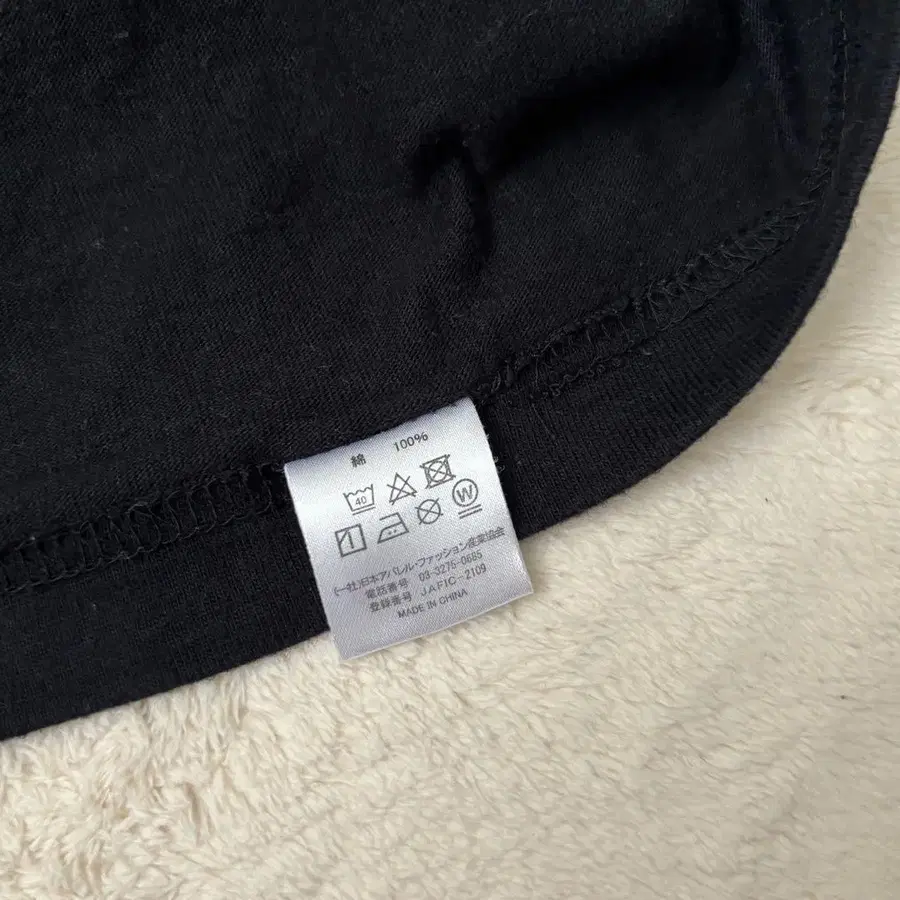 綿 100%
40
W
(一社)日本アパレル・ファッション産業協会
電話番号 03-3275-0685
登録番号 JAFIC-2109
MADE IN CHINA